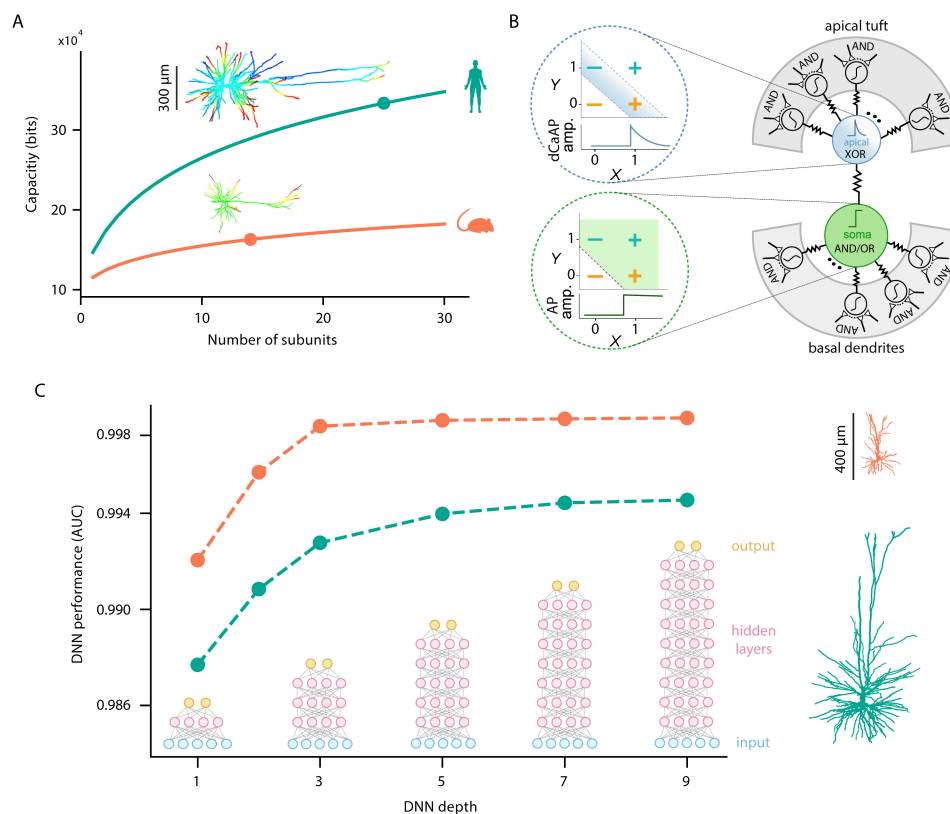 A
x10⁴
Capacitiy (bits)
30
20
10
300 µm
1
10
20
30
Number of subunits
B
Y
1
0
dCaAP
amp.
0
1
X
Y
1
0
AP
amp.
0
1
X
apical tuft
AND
AND
AND
AND
apical
XOR
soma
AND/OR
AND
AND
AND
AND
basal dendrites
C
DNN performance (AUC)
0.998
0.994
0.990
0.986
1
3
5
7
9
DNN depth
output
hidden
layers
input
400 µm